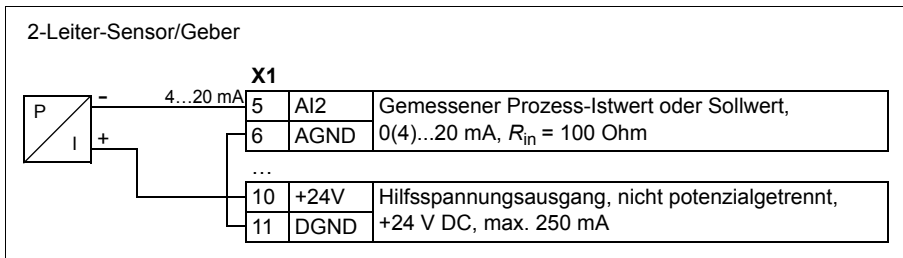 2-Leiter-Sensor/Geber
X1
P
I
-
+
4…20 mA
5 AI2 Gemessener Prozess-Istwert oder Sollwert,
6 AGND 0(4)...20 mA, Rin = 100 Ohm
…
10 +24V Hilfsspannungsausgang, nicht potenzialgetrennt,
11 DGND +24 V DC, max. 250 mA